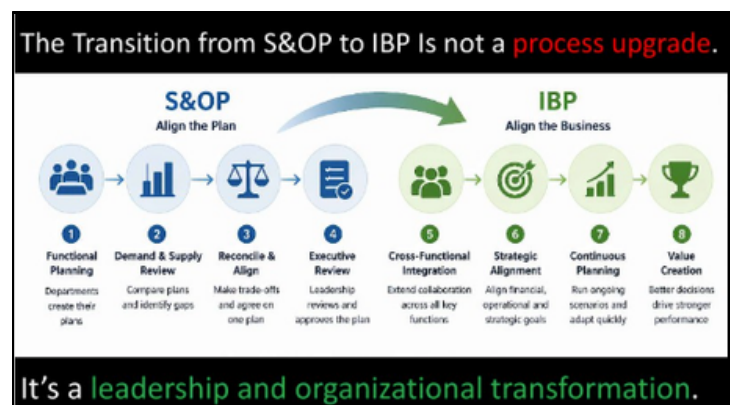 The Transition from S&OP to IBP Is not a process upgrade.
S&OP
Align the Plan
IBP
Align the Business
1
Functional
Planning
Departments
create their
plans
2
Demand & Supply
Review
Compare plans
and identify gaps
3
Reconcile &
Align
Make trade-offs
and agree on
one plan
4
Executive
Review
Leadership
reviews and
approves the plan
5
Cross-Functional
Integration
Extend collaboration
across all key
functions
6
Strategic
Alignment
Align financial,
operational and
strategic goals
7
Continuous
Planning
Run ongoing
scenarios and
adapt quickly
8
Value
Creation
Better decisions
drive stronger
performance
It's a leadership and organizational transformation.